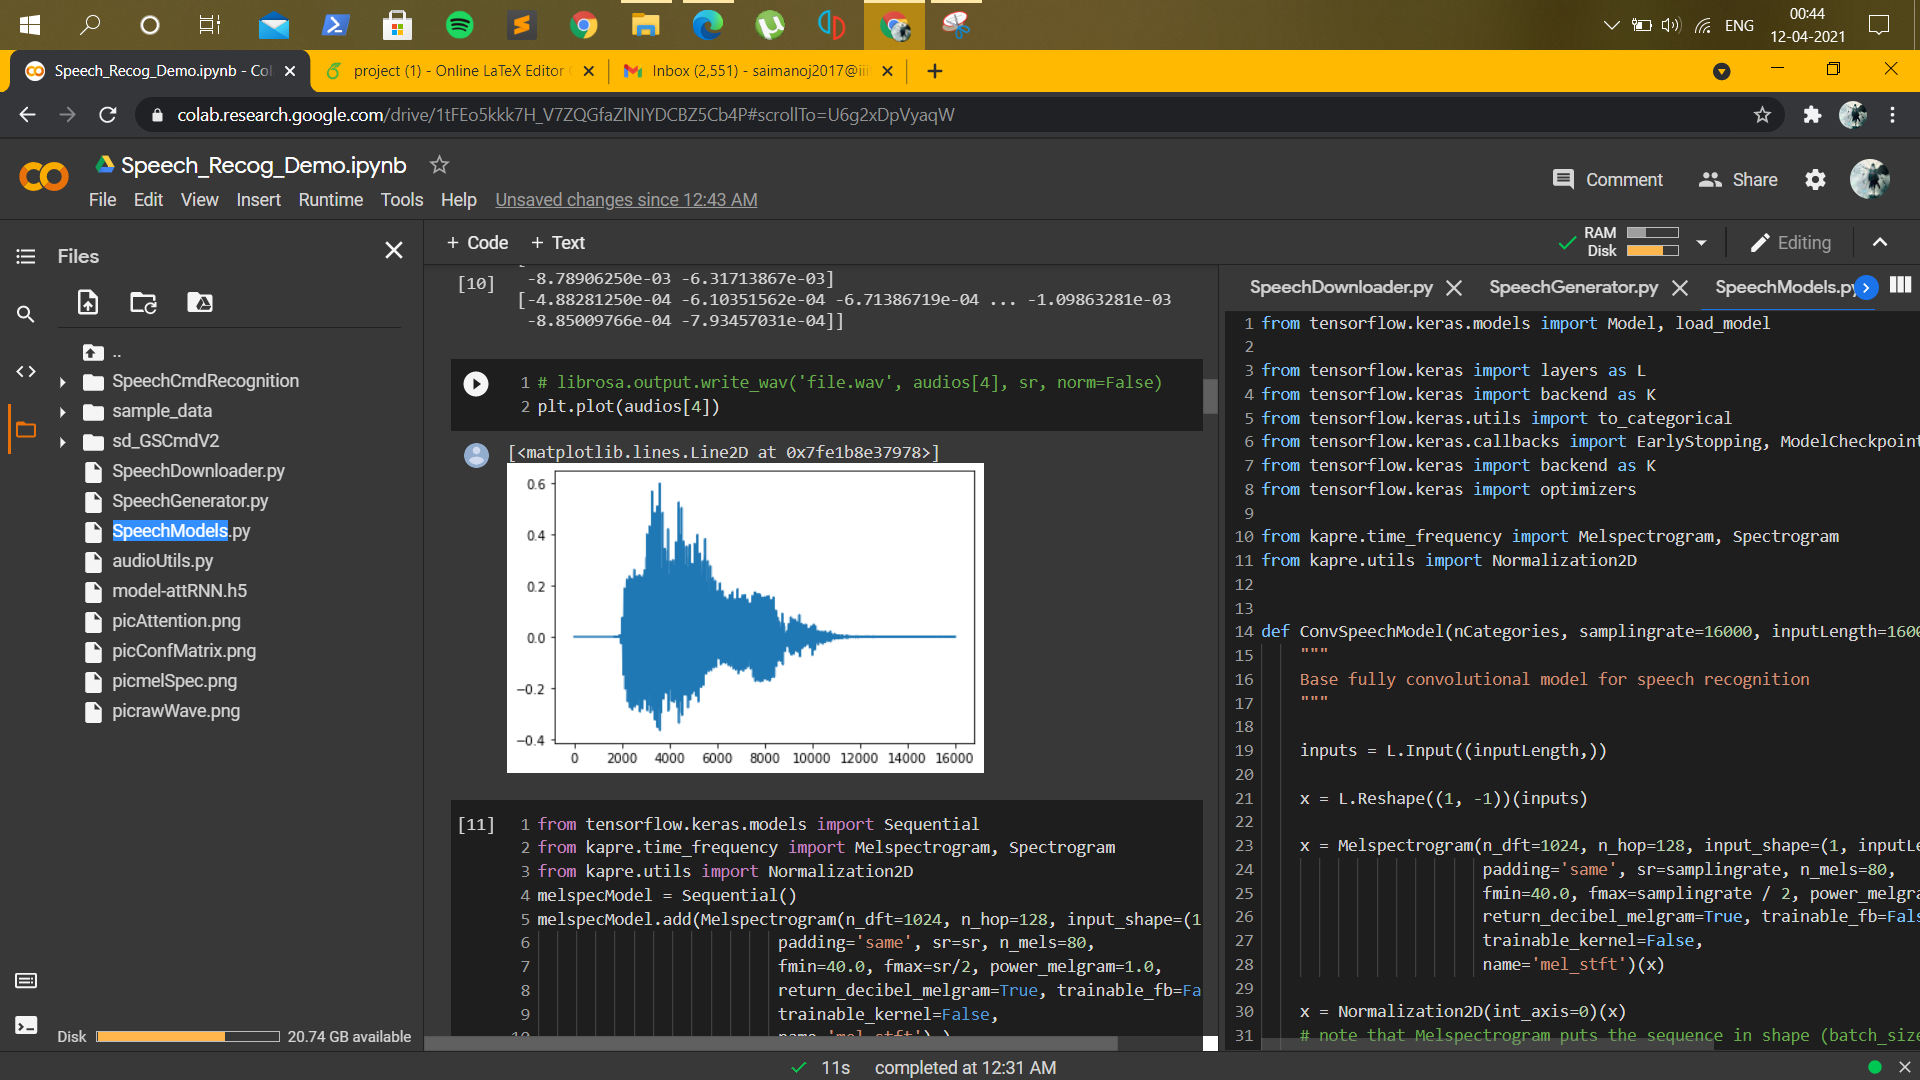 ENG
00:44
12-04-2021
Speech_Recog_Demo.ipynb - Col
project (1) - Online LaTeX Editor
Inbox (2,551) - saimanoj2017@iii
colab.research.google.com/drive/1tFEo5kkk7H_V7ZQGfaZlNIYDCBZ5Cb4P#scrollTo=U6g2xDpVyaqW
Speech_Recog_Demo.ipynb
Comment
Share
File Edit View Insert Runtime Tools Help Unsaved changes since 12:43 AM
Files
+ Code + Text
RAM
Disk
Editing
..
SpeechCmdRecognition
sample_data
sd_GSCmdV2
SpeechDownloader.py
SpeechGenerator.py
SpeechModels.py
audioUtils.py
model-attRNN.h5
picAttention.png
picConfMatrix.png
picmelSpec.png
picrawWave.png
Disk 20.74 GB available
[10]
-8.78906250e-03 -6.31713867e-03]
[-4.88281250e-04 -6.10351562e-04 -6.71386719e-04 ... -1.09863281e-03
-8.85009766e-04 -7.93457031e-04]]
1 # librosa.output.write_wav('file.wav', audios[4], sr, norm=False)
2 plt.plot(audios[4])
[<matplotlib.lines.Line2D at 0x7fe1b8e37978>]
0.6
0.4
0.2
0.0
−0.2
−0.4
0 2000 4000 6000 8000 10000 12000 14000 16000
[11]
1 from tensorflow.keras.models import Sequential
2 from kapre.time_frequency import Melspectrogram, Spectrogram
3 from kapre.utils import Normalization2D
4 melspecModel = Sequential()
5 melspecModel.add(Melspectrogram(n_dft=1024, n_hop=128, input_shape=(1
6 padding='same', sr=sr, n_mels=80,
7 fmin=40.0, fmax=sr/2, power_melgram=1.0,
8 return_decibel_melgram=True, trainable_fb=Fa
9 trainable_kernel=False,
10 name='mel_stft') )
SpeechDownloader.py SpeechGenerator.py SpeechModels.py
1 from tensorflow.keras.models import Model, load_model
2
3 from tensorflow.keras import layers as L
4 from tensorflow.keras import backend as K
5 from tensorflow.keras.utils import to_categorical
6 from tensorflow.keras.callbacks import EarlyStopping, ModelCheckpoint
7 from tensorflow.keras import backend as K
8 from tensorflow.keras import optimizers
9
10 from kapre.time_frequency import Melspectrogram, Spectrogram
11 from kapre.utils import Normalization2D
12
13
14 def ConvSpeechModel(nCategories, samplingrate=16000, inputLength=1600
15 """
16 Base fully convolutional model for speech recognition
17 """
18
19 inputs = L.Input((inputLength,))
20
21 x = L.Reshape((1, -1))(inputs)
22
23 x = Melspectrogram(n_dft=1024, n_hop=128, input_shape=(1, inputLe
24 padding='same', sr=samplingrate, n_mels=80,
25 fmin=40.0, fmax=samplingrate / 2, power_melgra
26 return_decibel_melgram=True, trainable_fb=Fals
27 trainable_kernel=False,
28 name='mel_stft')(x)
29
30 x = Normalization2D(int_axis=0)(x)
31 # note that Melspectrogram puts the sequence in shape (batch_size
11s completed at 12:31 AM